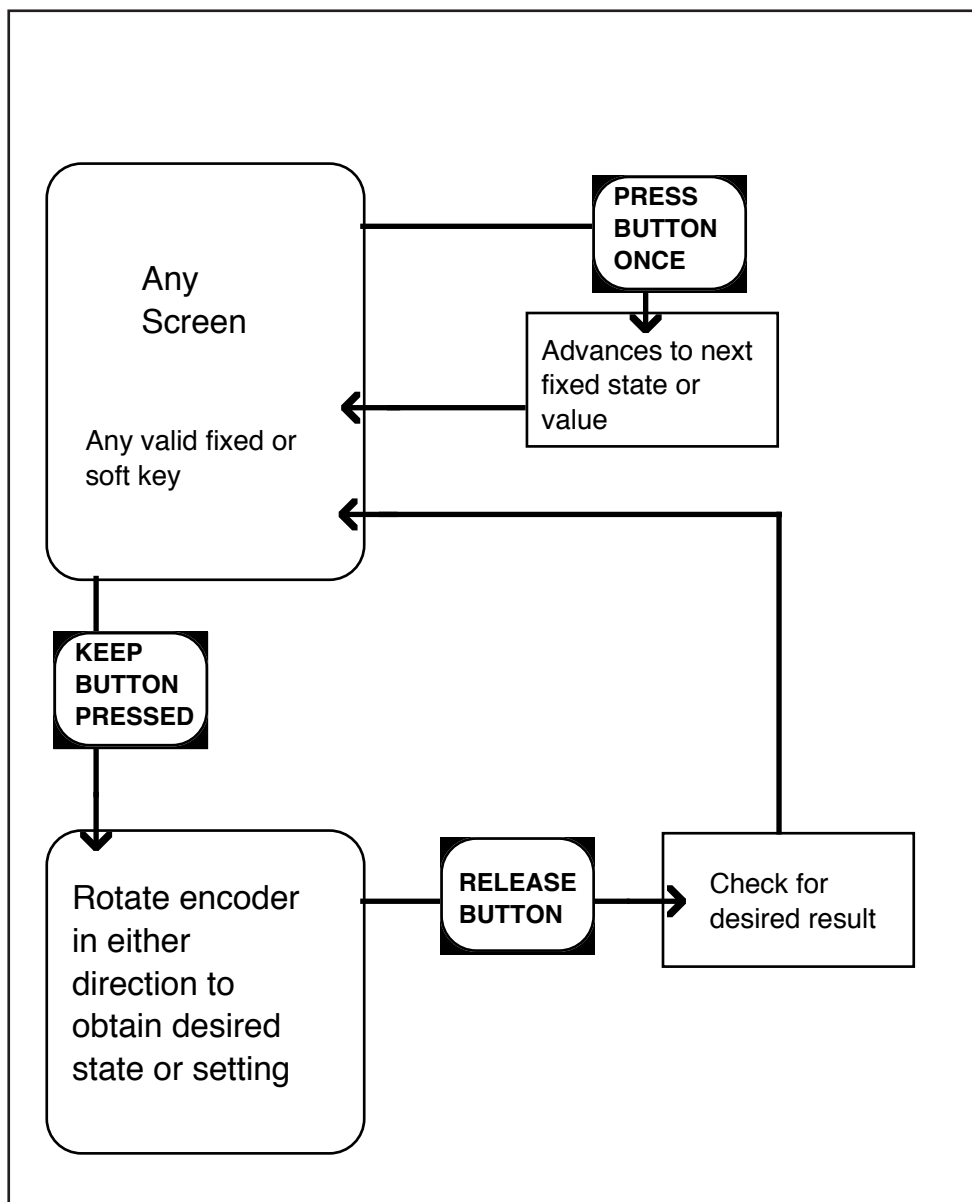 Any
Screen
Any valid fixed or
soft key
PRESS
BUTTON
ONCE
Advances to next
fixed state or
value
KEEP
BUTTON
PRESSED
Rotate encoder
in either
direction to
obtain desired
state or setting
RELEASE
BUTTON
Check for
desired result